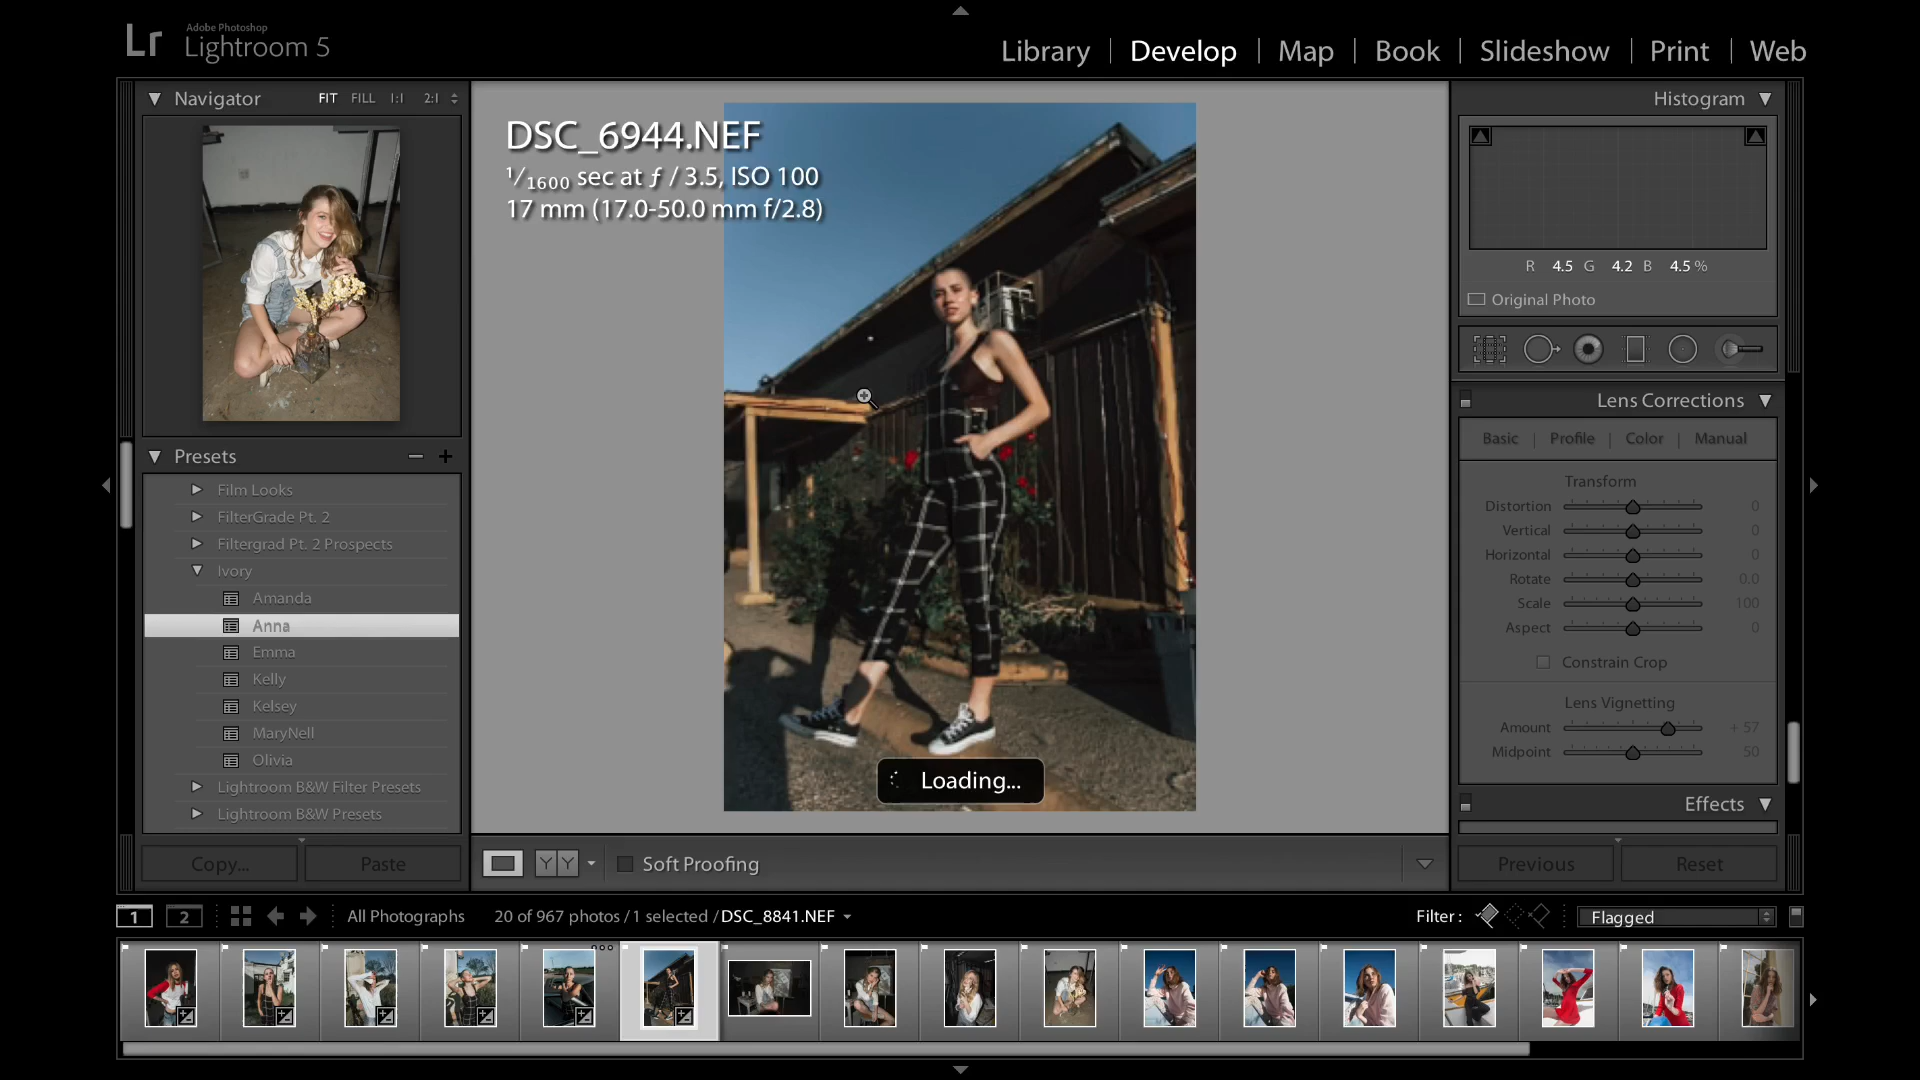 Lr Adobe Photoshop
Lightroom 5
Library | Develop | Map | Book | Slideshow | Print | Web
Navigator FIT FILL 1:1 2:1
Presets
Film Looks
FilterGrade Pt. 2
Filtergrad Pt. 2 Prospects
Ivory
Amanda
Anna
Emma
Kelly
Kelsey
MaryNell
Olivia
Lightroom B&W Filter Presets
Lightroom B&W Presets
Copy... Paste
DSC_6944.NEF
1/1600 sec at ƒ / 3.5, ISO 100
17 mm (17.0-50.0 mm f/2.8)
Loading...
YY Soft Proofing
Histogram
R 4.5 G 4.2 B 4.5 %
Original Photo
Lens Corrections
Basic | Profile | Color | Manual
Transform
Distortion 0
Vertical 0
Horizontal 0
Rotate 0.0
Scale 100
Aspect 0
Constrain Crop
Lens Vignetting
Amount + 57
Midpoint 50
Effects
Previous Reset
1 2 All Photographs 20 of 967 photos / 1 selected / DSC_8841.NEF Filter : Flagged